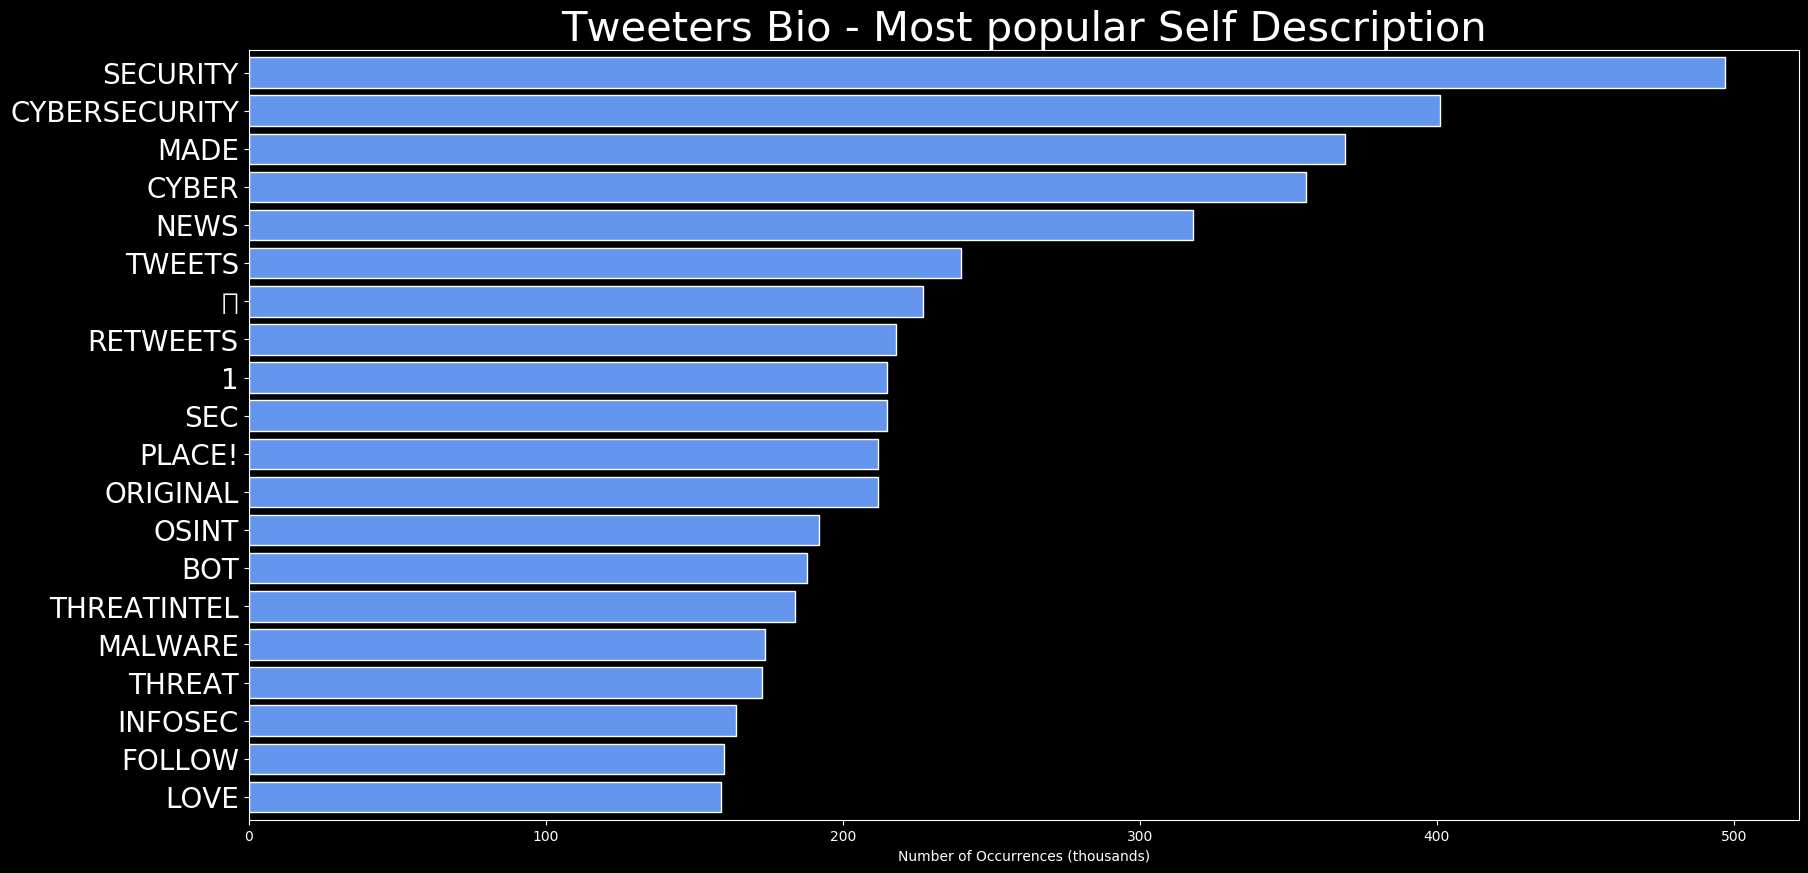 Tweeters Bio - Most popular Self Description
SECURITY
CYBERSECURITY
MADE
CYBER
NEWS
TWEETS
RETWEETS
1
SEC
PLACE!
ORIGINAL
OSINT
BOT
THREATINTEL
MALWARE
THREAT
INFOSEC
FOLLOW
LOVE
0 100 200 300 400 500
Number of Occurrences (thousands)